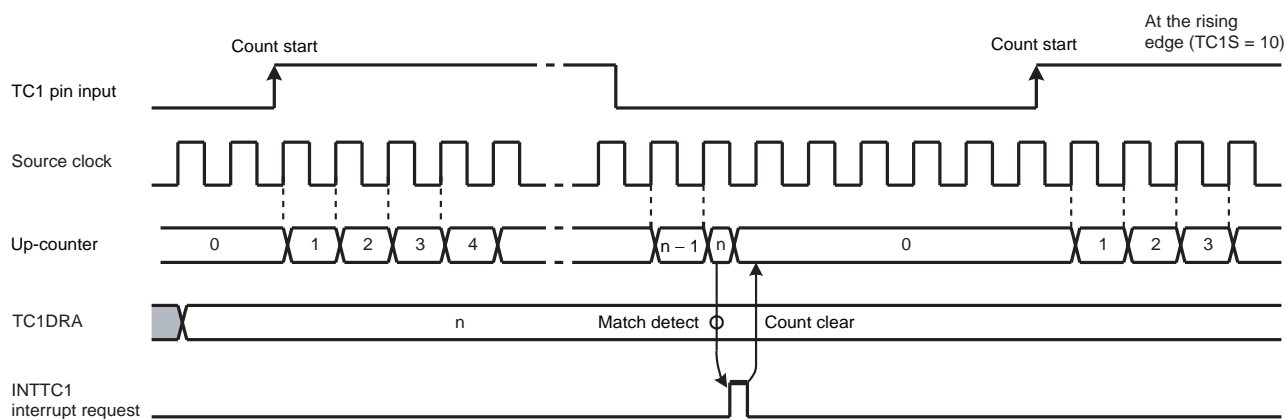 At the rising
edge (TC1S = 10)
Count start
Count start
TC1 pin input
Source clock
Up-counter
0 1 2 3 4 n − 1 n 0 1 2 3
TC1DRA
n Match detect Count clear
INTTC1
interrupt request